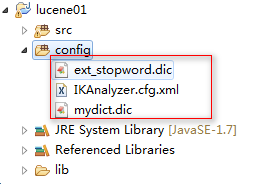 lucene01
src
config
ext_stopword.dic
IKAnalyzer.cfg.xml
mydict.dic
JRE System Library [JavaSE-1.7]
Referenced Libraries
lib